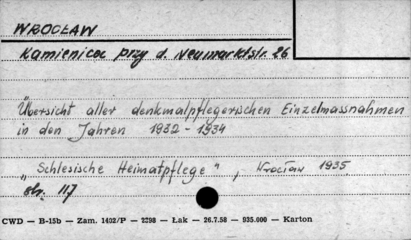 WROCŁAW
Kamienica przy d. Neumarktstr. 26
Übersicht aller denkmalpflegerischen Einzelmassnahmen
in den Jahren 1932 - 1934
„Schlesische Heimatpflege", Wrocław 1935
str. 117
CWD — B-15b — Zam. 1402/P — 2298 — Łak — 26.7.58 — 935.000 — Karton